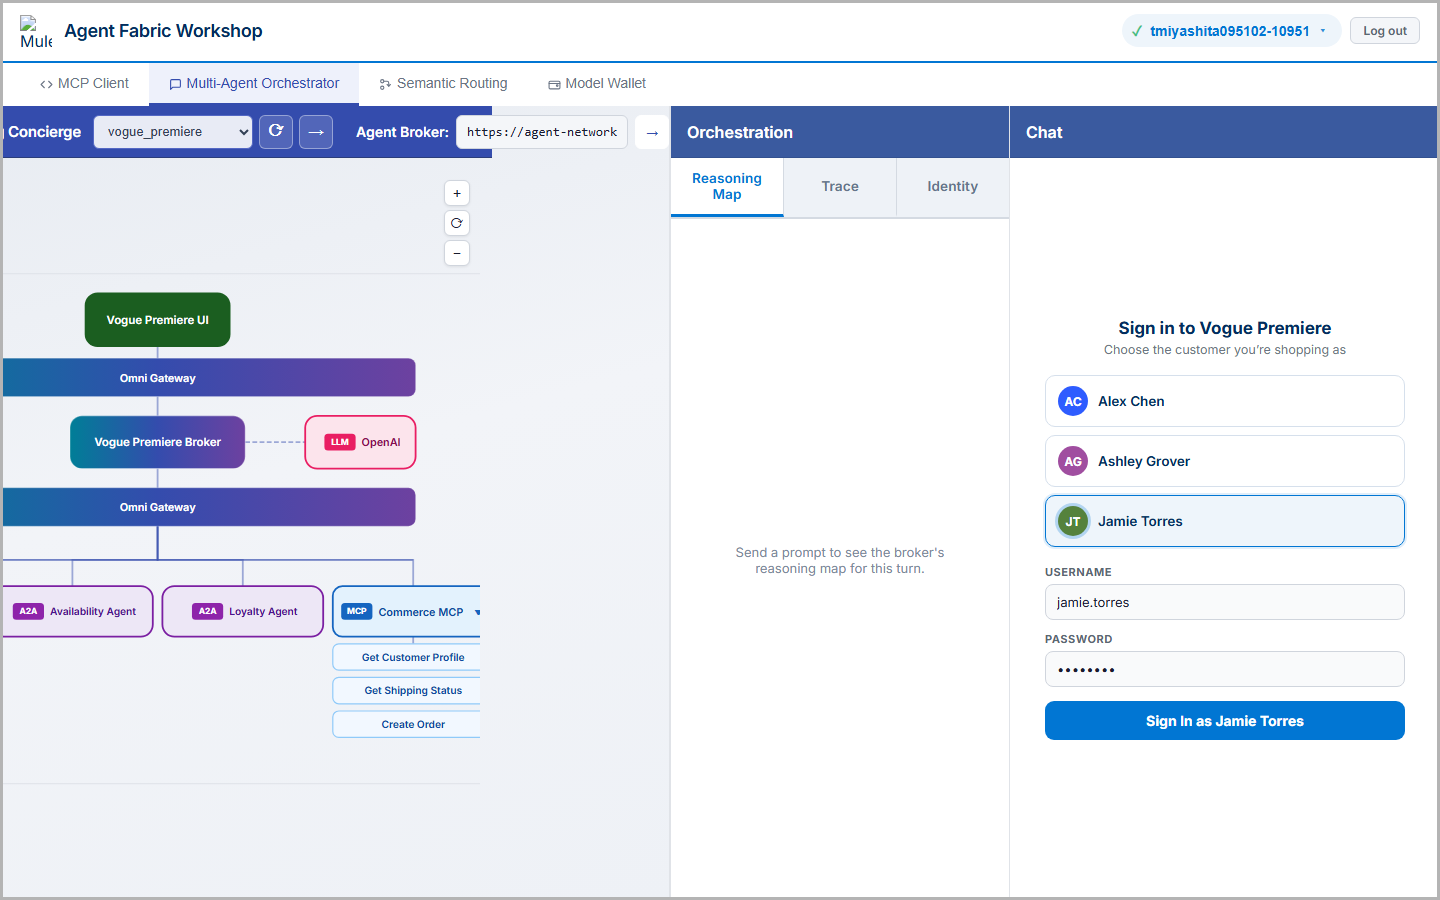 Mule
Agent Fabric Workshop
✓ tmiyashita095102-10951
Log out
MCP Client
Multi-Agent Orchestrator
Semantic Routing
Model Wallet
Concierge
vogue_premiere
→
Agent Broker:
https://agent-network
→
Orchestration
Chat
Reasoning
Map
Trace
Identity
+
−
Vogue Premiere UI
Omni Gateway
Vogue Premiere Broker
LLM OpenAI
Omni Gateway
A2A Availability Agent
A2A Loyalty Agent
MCP Commerce MCP
Get Customer Profile
Get Shipping Status
Create Order
Send a prompt to see the broker's
reasoning map for this turn.
Sign in to Vogue Premiere
Choose the customer you’re shopping as
AC Alex Chen
AG Ashley Grover
JT Jamie Torres
USERNAME
jamie.torres
PASSWORD
••••••••
Sign In as Jamie Torres